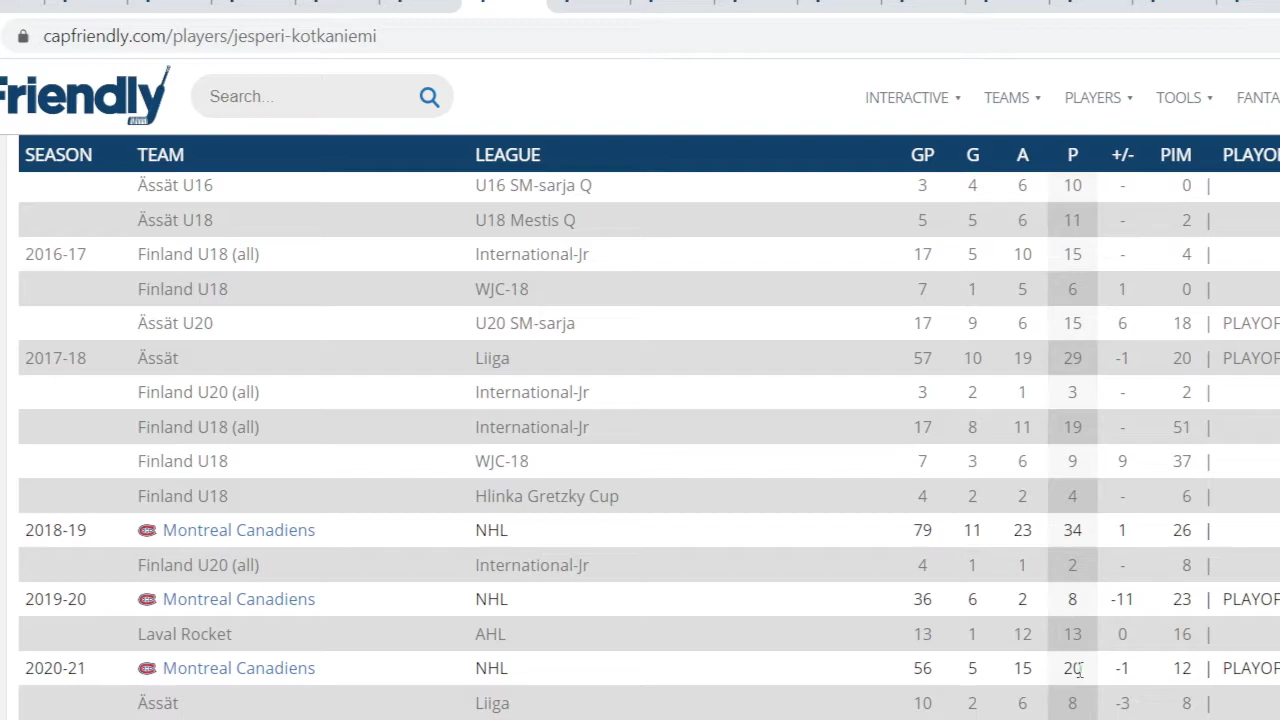 capfriendly.com/players/jesperi-kotkaniemi
Friendly Search... INTERACTIVE TEAMS PLAYERS TOOLS FANTA
SEASON TEAM LEAGUE GP G A P +/- PIM PLAYOF
Ässät U16 U16 SM-sarja Q 3 4 6 10 - 0 |
Ässät U18 U18 Mestis Q 5 5 6 11 - 2 |
2016-17 Finland U18 (all) International-Jr 17 5 10 15 - 4 |
Finland U18 WJC-18 7 1 5 6 1 0 |
Ässät U20 U20 SM-sarja 17 9 6 15 6 18 | PLAYOF
2017-18 Ässät Liiga 57 10 19 29 -1 20 | PLAYOF
Finland U20 (all) International-Jr 3 2 1 3 - 2 |
Finland U18 (all) International-Jr 17 8 11 19 - 51 |
Finland U18 WJC-18 7 3 6 9 9 37 |
Finland U18 Hlinka Gretzky Cup 4 2 2 4 - 6 |
2018-19 Montreal Canadiens NHL 79 11 23 34 1 26 |
Finland U20 (all) International-Jr 4 1 1 2 - 8 |
2019-20 Montreal Canadiens NHL 36 6 2 8 -11 23 | PLAYOF
Laval Rocket AHL 13 1 12 13 0 16 |
2020-21 Montreal Canadiens NHL 56 5 15 20 -1 12 | PLAYOF
Ässät Liiga 10 2 6 8 -3 8 |